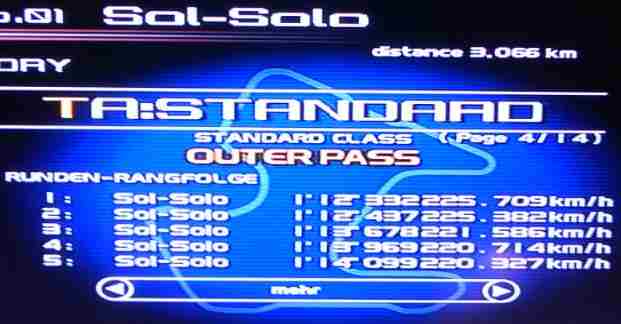 o.01 Sol-Solo
distance 3.066 km
ORY
TA:STANDARD
STANDARD CLASS (Page 4/14)
OUTER PASS
RUNDEN-RANGFOLGE
1: Sol-Solo 1'12"332 225.709km/h
2: Sol-Solo 1'12"437 225.382km/h
3: Sol-Solo 1'13"678 221.586km/h
4: Sol-Solo 1'13"969 220.714km/h
5: Sol-Solo 1'14"099 220.327km/h
mehr